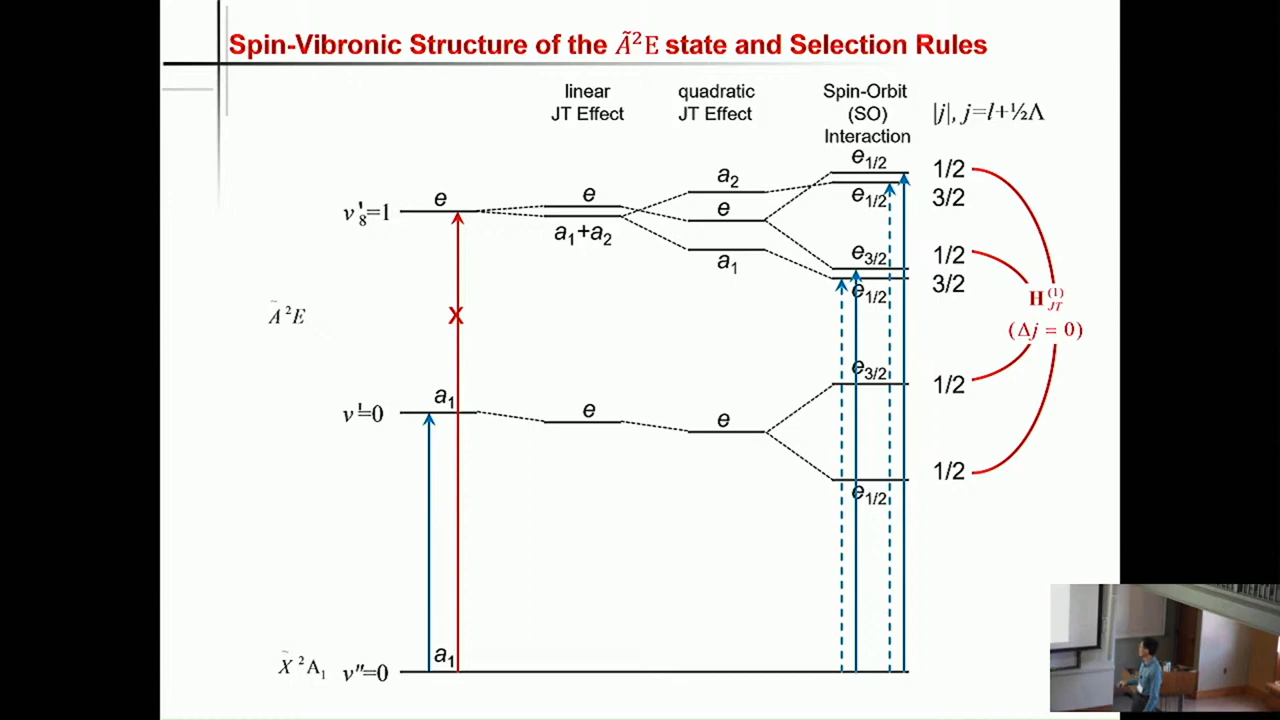 Spin-Vibronic Structure of the Ã²E state and Selection Rules
linear
JT Effect
quadratic
JT Effect
Spin-Orbit
(SO)
Interaction
|j|, j=l+½Λ
v'₈=1
e
e
a₁+a₂
a₂
e
a₁
e₁/₂
e₁/₂
e₃/₂
e₁/₂
1/2
3/2
1/2
3/2
H_JT^(1)
(Δj = 0)
Ã ²E
X
v'=0
a₁
e
e
e₃/₂
e₁/₂
1/2
1/2
X̃ ²A₁
v''=0
a₁